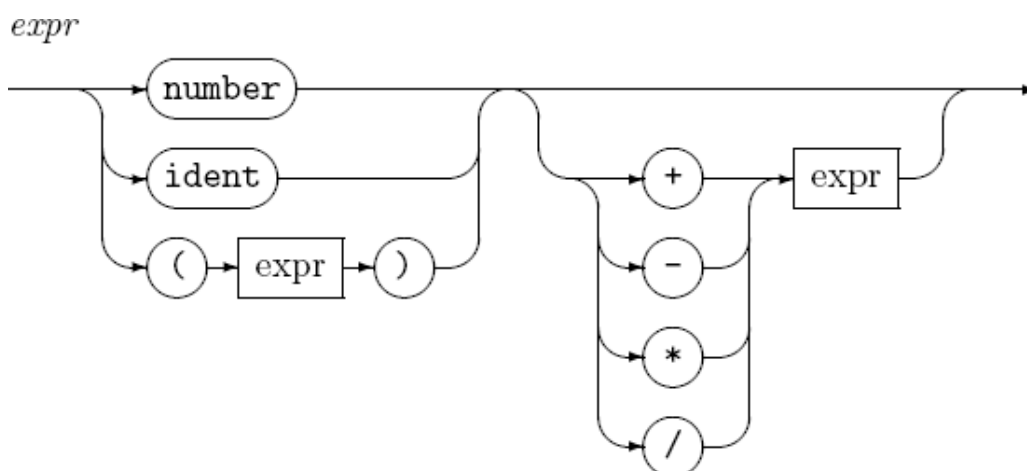 expr
number
ident +
expr
( expr ) -
*
/